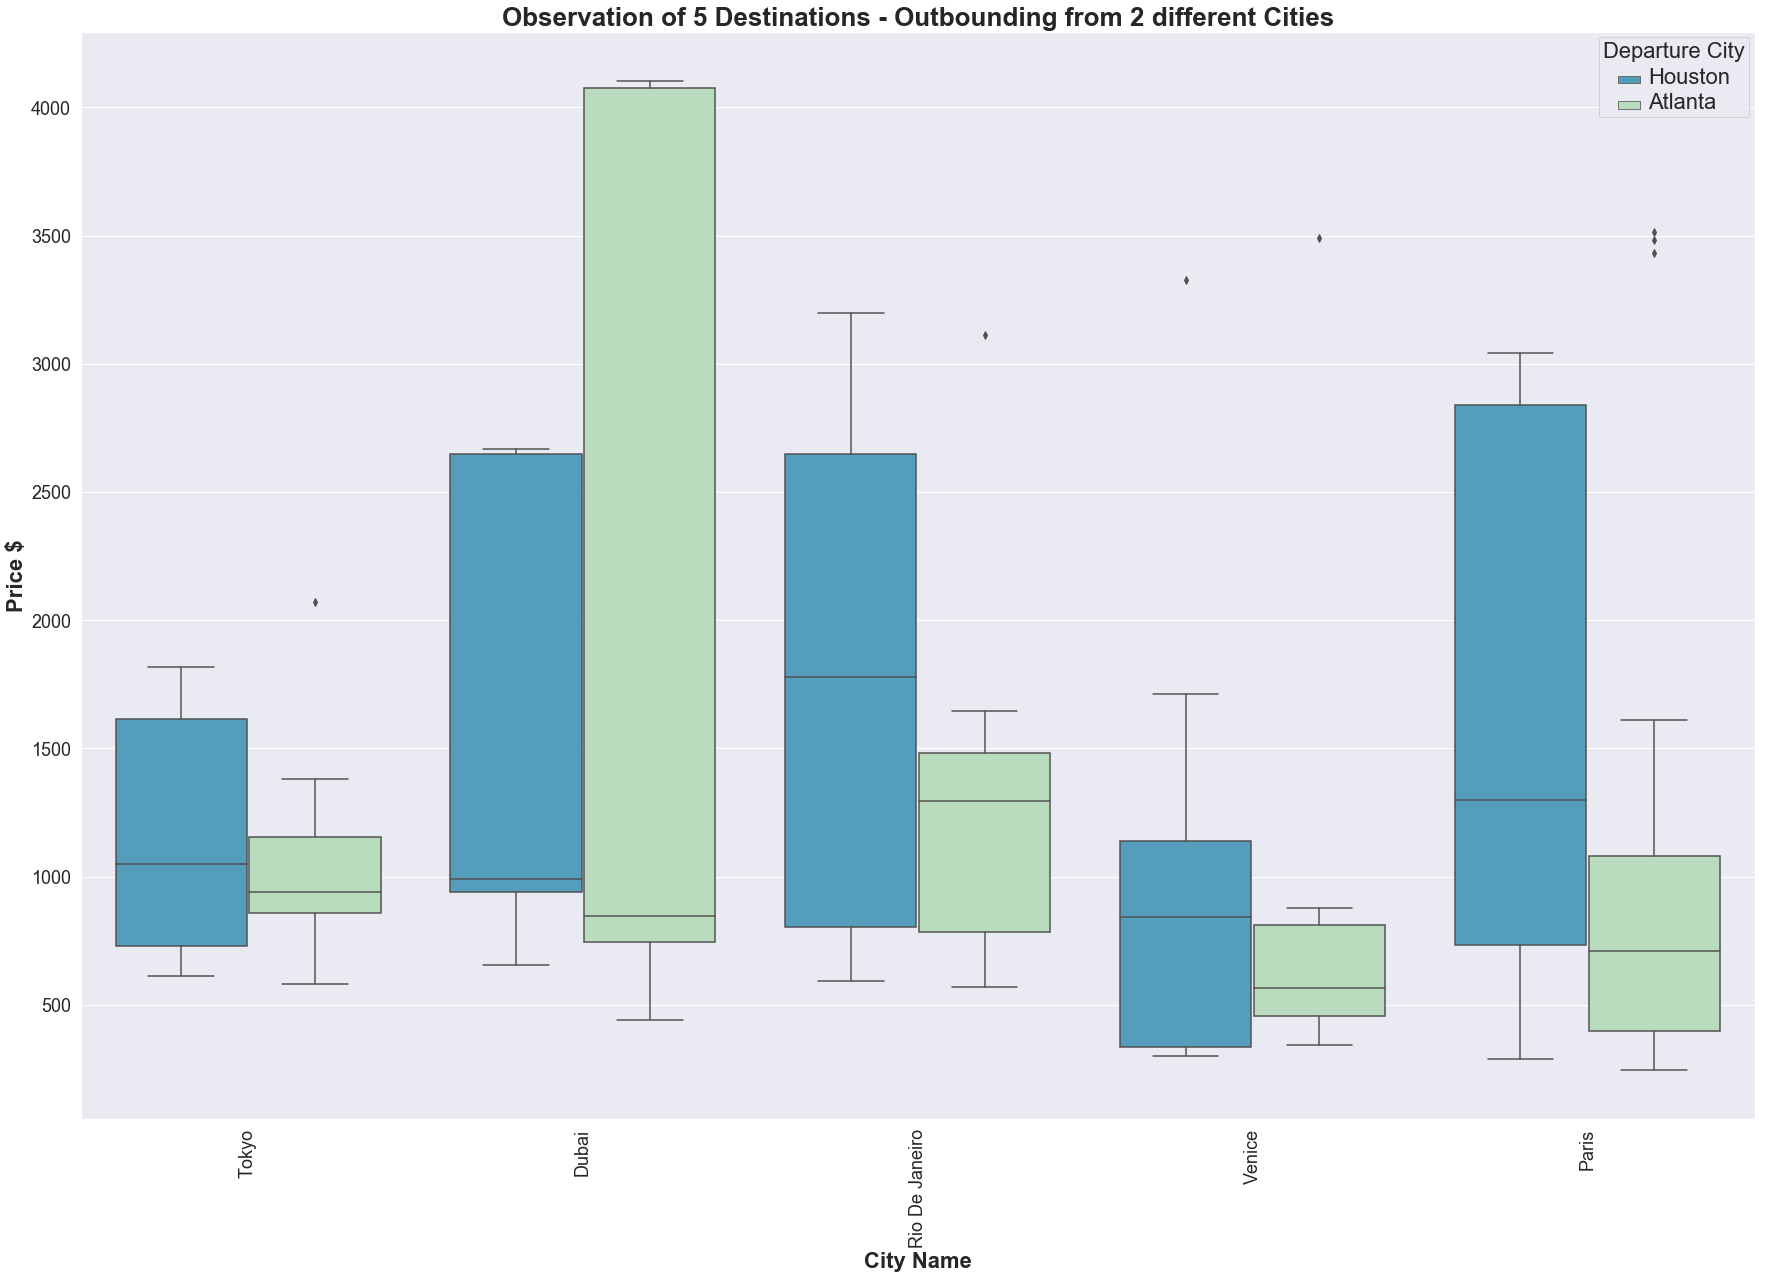 Observation of 5 Destinations - Outbounding from 2 different Cities
Departure City
Houston
Atlanta
Price $
4000
3500
3000
2500
2000
1500
1000
500
Tokyo
Dubai
Rio De Janeiro
Venice
Paris
City Name